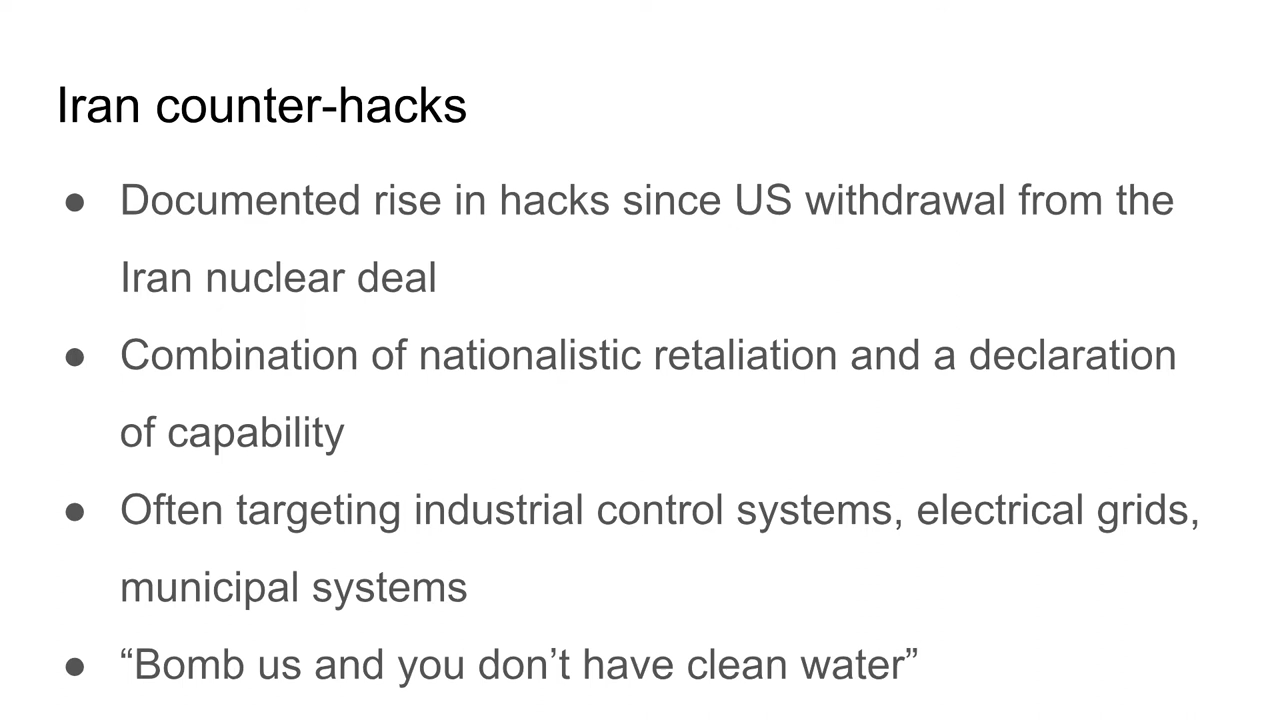 Iran counter-hacks
● Documented rise in hacks since US withdrawal from the
Iran nuclear deal
● Combination of nationalistic retaliation and a declaration
of capability
● Often targeting industrial control systems, electrical grids,
municipal systems
● “Bomb us and you don’t have clean water”